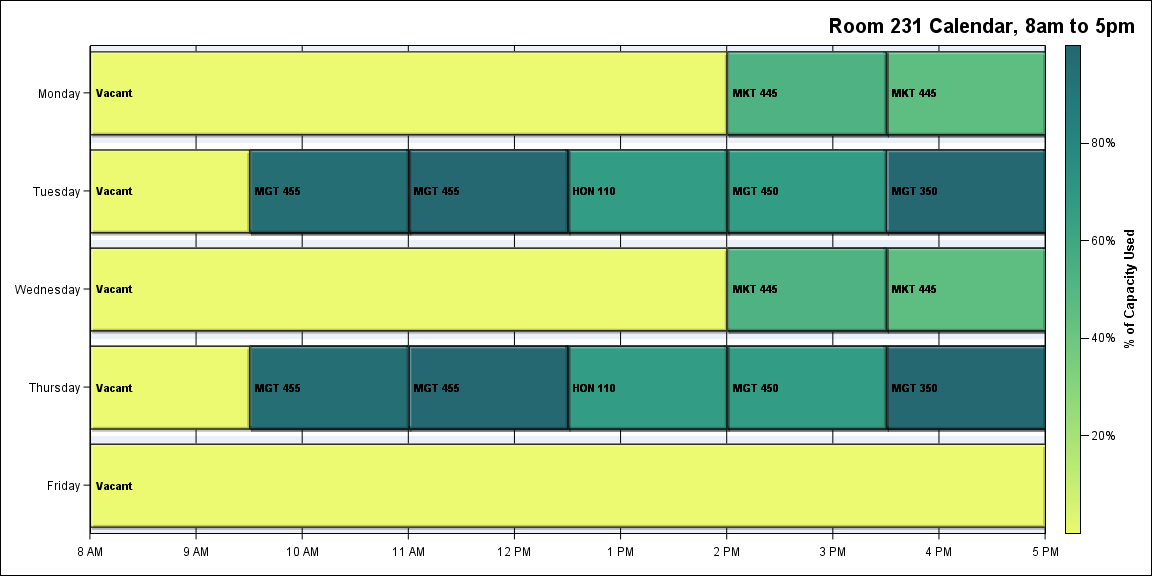 Room 231 Calendar, 8am to 5pm
Monday
Vacant
MKT 445
MKT 445
Tuesday
Vacant
MGT 455
MGT 455
HON 110
MGT 450
MGT 350
Wednesday
Vacant
MKT 445
MKT 445
Thursday
Vacant
MGT 455
MGT 455
HON 110
MGT 450
MGT 350
Friday
Vacant
8 AM
9 AM
10 AM
11 AM
12 PM
1 PM
2 PM
3 PM
4 PM
5 PM
80%
60%
40%
20%
% of Capacity Used